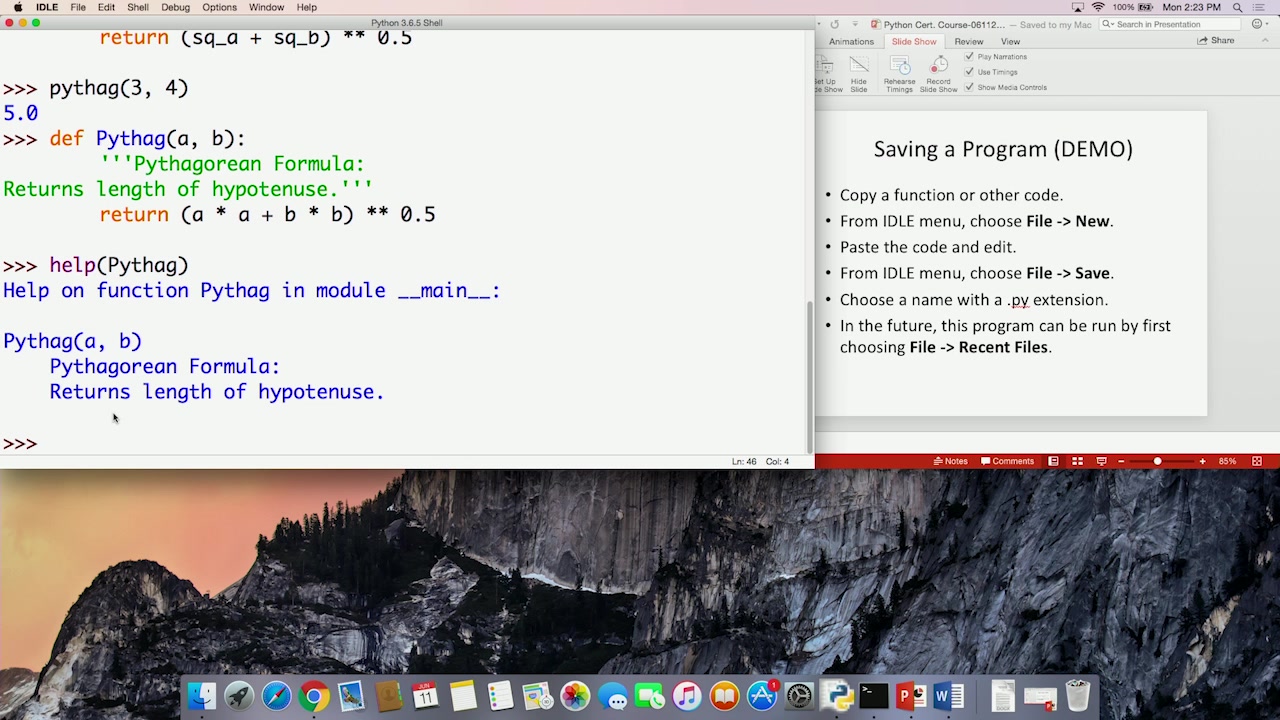 IDLE File Edit Shell Debug Options Window Help
100% Mon 2:23 PM
Python 3.6.5 Shell
return (sq_a + sq_b) ** 0.5
>>> pythag(3, 4)
5.0
>>> def Pythag(a, b):
'''Pythagorean Formula:
Returns length of hypotenuse.'''
return (a * a + b * b) ** 0.5
>>> help(Pythag)
Help on function Pythag in module __main__:
Pythag(a, b)
Pythagorean Formula:
Returns length of hypotenuse.
>>>
Ln: 46 Col: 4
Python Cert. Course-06112... — Saved to my Mac
Search in Presentation
Animations Slide Show Review View
Share
Set Up Slide Show
Hide Slide
Rehearse Timings
Record Slide Show
Play Narrations
Use Timings
Show Media Controls
Saving a Program (DEMO)
• Copy a function or other code.
• From IDLE menu, choose File -> New.
• Paste the code and edit.
• From IDLE menu, choose File -> Save.
• Choose a name with a .py extension.
• In the future, this program can be run by first
choosing File -> Recent Files.
Notes Comments 85%
JUN
11
1